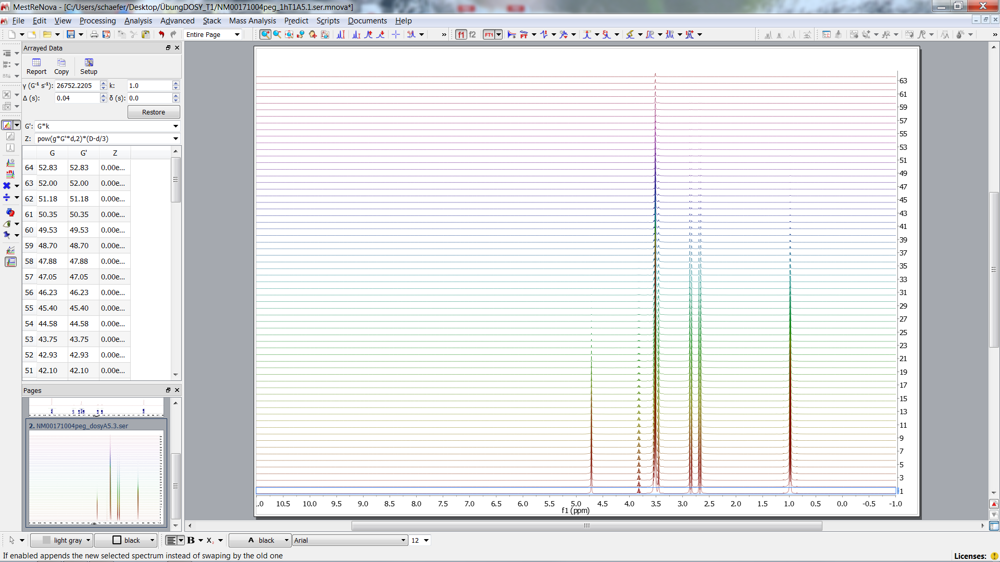 MestReNova - [C:/Users/schaefer/Desktop/ÜbungDOSY_T1/NM00171004peg_1hT1A5.1.ser.mnova*]
File Edit View Processing Analysis Advanced Stack Mass Analysis Predict Scripts Documents Help
Entire Page
f1 f2 FT1
Arrayed Data
Report Copy Setup
γ (G⁻¹ s⁻¹): 26752.2205 k: 1.0
Δ (s): 0.04 δ (s): 0.0
Restore
G': G*k
Z: pow(g*G'*d,2)*(D-d/3)
G G' Z
64 52.83 52.83 0.00e...
63 52.00 52.00 0.00e...
62 51.18 51.18 0.00e...
61 50.35 50.35 0.00e...
60 49.53 49.53 0.00e...
59 48.70 48.70 0.00e...
58 47.88 47.88 0.00e...
57 47.05 47.05 0.00e...
56 46.23 46.23 0.00e...
55 45.40 45.40 0.00e...
54 44.58 44.58 0.00e...
53 43.75 43.75 0.00e...
52 42.93 42.93 0.00e...
51 42.10 42.10 0.00e...
Pages
2. NM00171004peg_dosyA5.3.ser
63
61
59
57
55
53
51
49
47
45
43
41
39
37
35
33
31
29
27
25
23
21
19
17
15
13
11
9
7
5
3
1
.0 10.5 10.0 9.5 9.0 8.5 8.0 7.5 7.0 6.5 6.0 5.5 5.0 4.5 4.0 3.5 3.0 2.5 2.0 1.5 1.0 0.5 0.0 -0.5 -1.0
f1 (ppm)
light gray black B X₂ A black Arial 12
If enabled appends the new selected spectrum instead of swaping by the old one
Licenses: